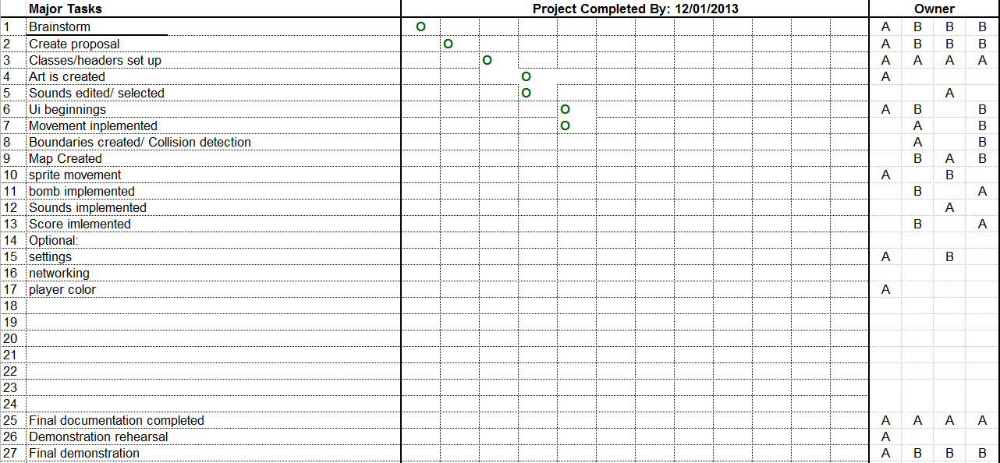 Major Tasks Project Completed By: 12/01/2013 Owner
1 Brainstorm O A B B B
2 Create proposal O A B B B
3 Classes/headers set up O A A A A
4 Art is created O A
5 Sounds edited/ selected O A
6 Ui beginnings O A B B
7 Movement inplemented O A B
8 Boundaries created/ Collision detection A B
9 Map Created B A B
10 sprite movement A B
11 bomb implemented B A
12 Sounds implemented A
13 Score imlemented B A
14 Optional:
15 settings A B
16 networking
17 player color A
18
19
20
21
22
23
24
25 Final documentation completed A A A A
26 Demonstration rehearsal A
27 Final demonstration A B B B